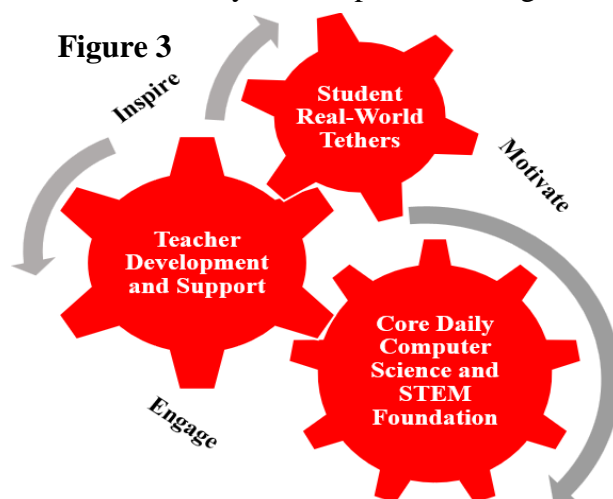 Figure 3
Inspire
Student
Real-World
Tethers
Motivate
Teacher
Development
and Support
Core Daily
Computer
Science and
STEM
Foundation
Engage